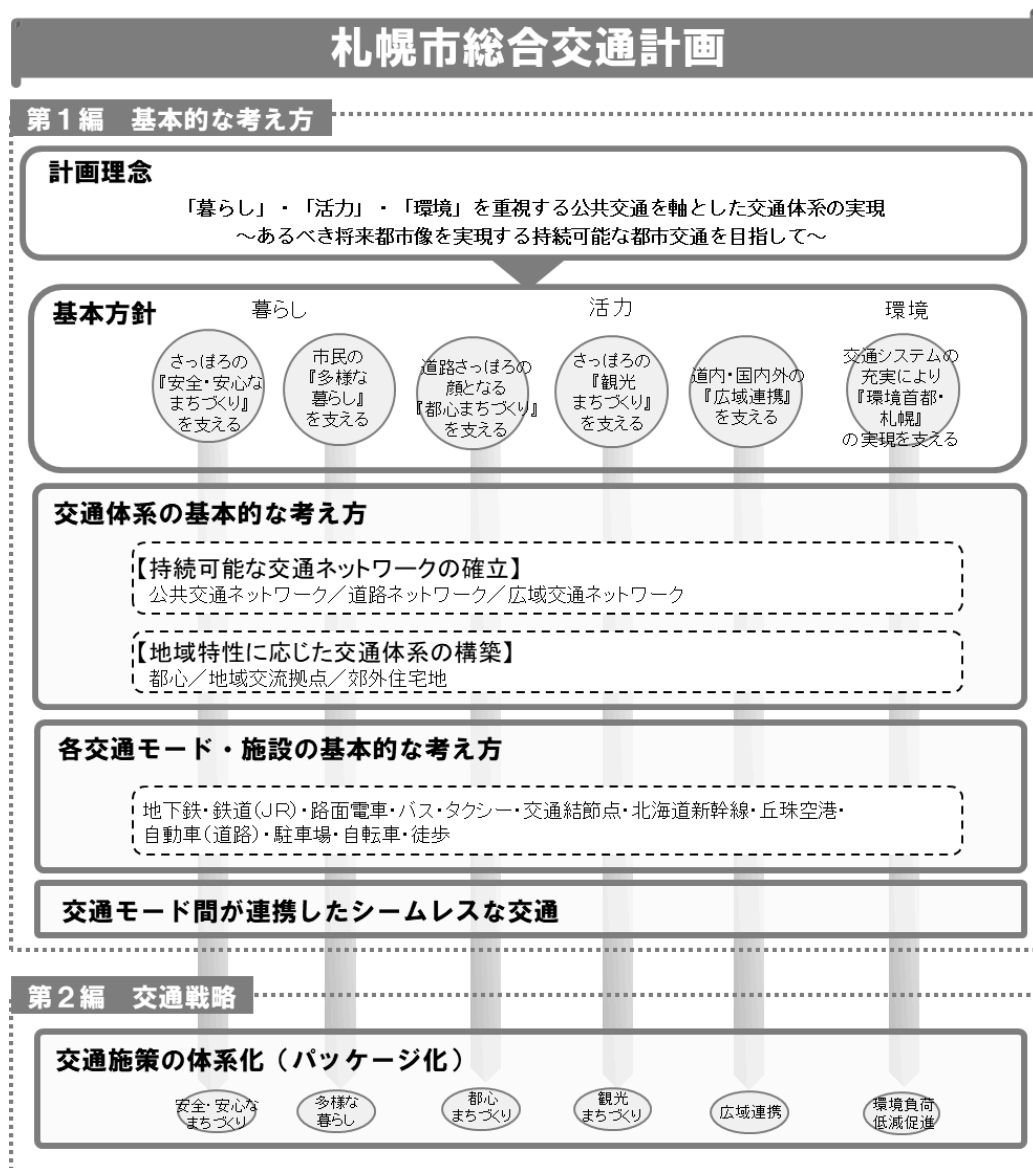 札幌市総合交通計画
第1編 基本的な考え方
計画理念
「暮らし」・「活力」・「環境」を重視する公共交通を軸とした交通体系の実現
～あるべき将来都市像を実現する持続可能な都市交通を目指して～
基本方針
暮らし
活力
環境
さっぽろの
『安全・安心な
まちづくり』
を支える
市民の
『多様な
暮らし』
を支える
道路さっぽろの
顔となる
『都心まちづくり』
を支える
さっぽろの
『観光
まちづくり』
を支える
道内・国内外の
『広域連携』
を支える
交通システムの
充実により
『環境首都・
札幌』
の実現を支える
交通体系の基本的な考え方
【持続可能な交通ネットワークの確立】
公共交通ネットワーク／道路ネットワーク／広域交通ネットワーク
【地域特性に応じた交通体系の構築】
都心／地域交流拠点／郊外住宅地
各交通モード・施設の基本的な考え方
地下鉄・鉄道(JR)・路面電車・バス・タクシー・交通結節点・北海道新幹線・丘珠空港・
自動車(道路)・駐車場・自転車・徒歩
交通モード間が連携したシームレスな交通
第2編 交通戦略
交通施策の体系化（パッケージ化）
安全・安心な
まちづくり
多様な
暮らし
都心
まちづくり
観光
まちづくり
広域連携
環境負荷
低減促進